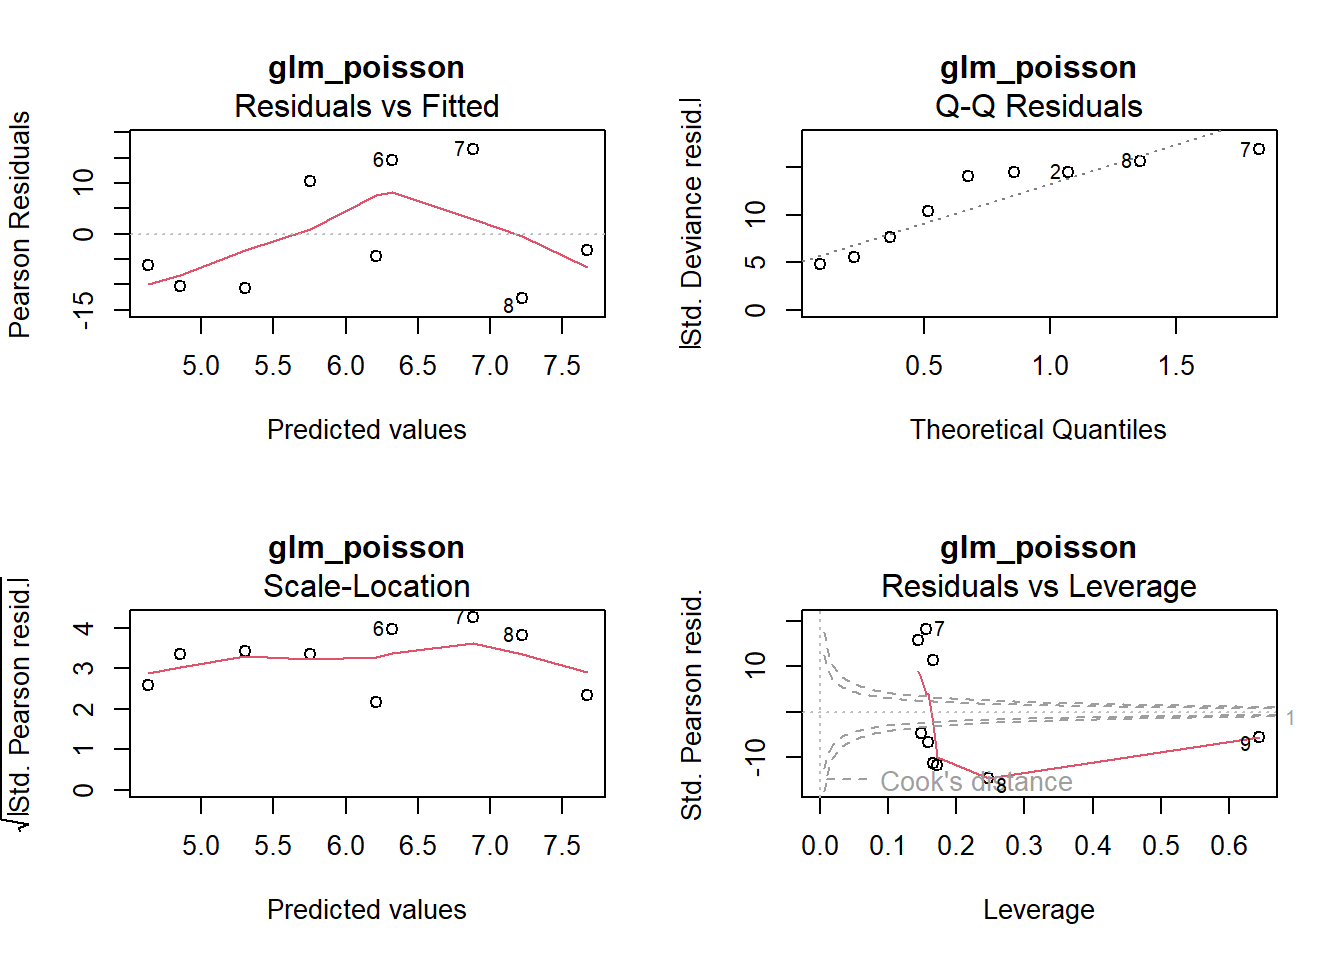 glm_poisson
Residuals vs Fitted
Pearson Residuals
10
0
-15
6
7
8
5.0 5.5 6.0 6.5 7.0 7.5
Predicted values
glm_poisson
Q-Q Residuals
|Std. Deviance resid.|
10
5
0
2
8
7
0.5 1.0 1.5
Theoretical Quantiles
glm_poisson
Scale-Location
√|Std. Pearson resid.|
4
3
2
1
0
6
7
8
5.0 5.5 6.0 6.5 7.0 7.5
Predicted values
glm_poisson
Residuals vs Leverage
Std. Pearson resid.
10
-10
7
1
9
8
Cook's distance
0.0 0.1 0.2 0.3 0.4 0.5 0.6
Leverage